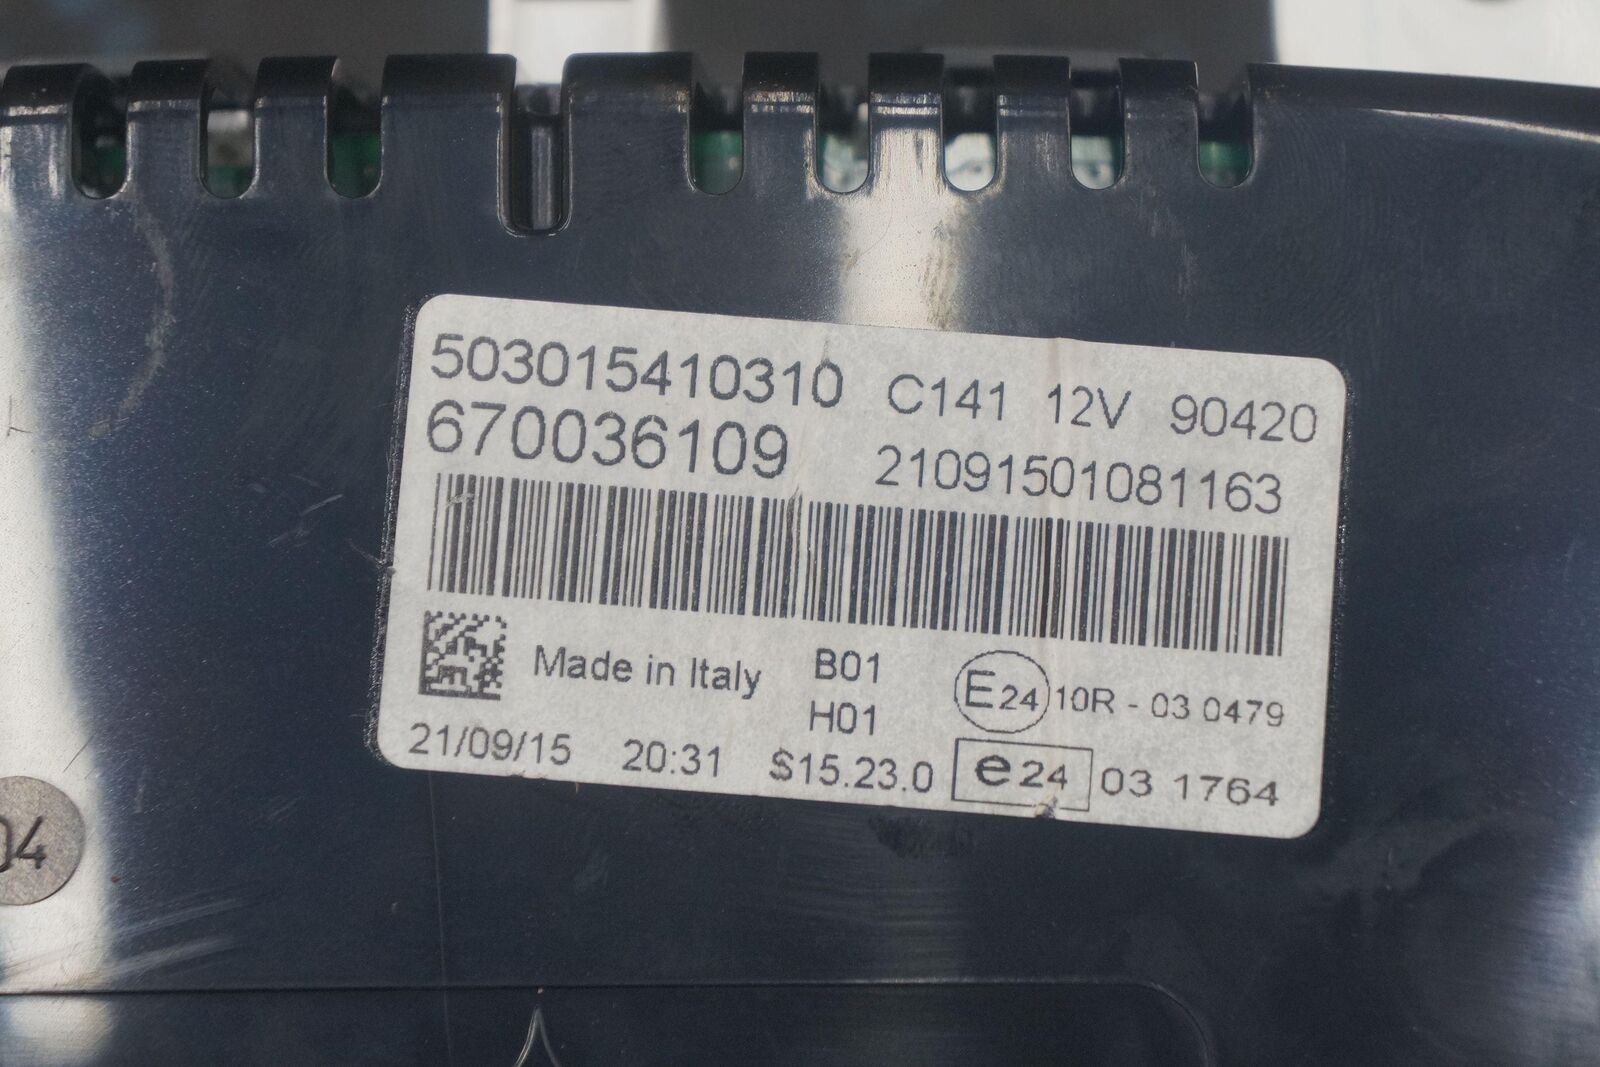 503015410310 C141 12V 90420
670036109 21091501081163
Made in Italy B01
H01
E24 10R - 03 0479
21/09/15 20:31 $15.23.0 e24 03 1764
04